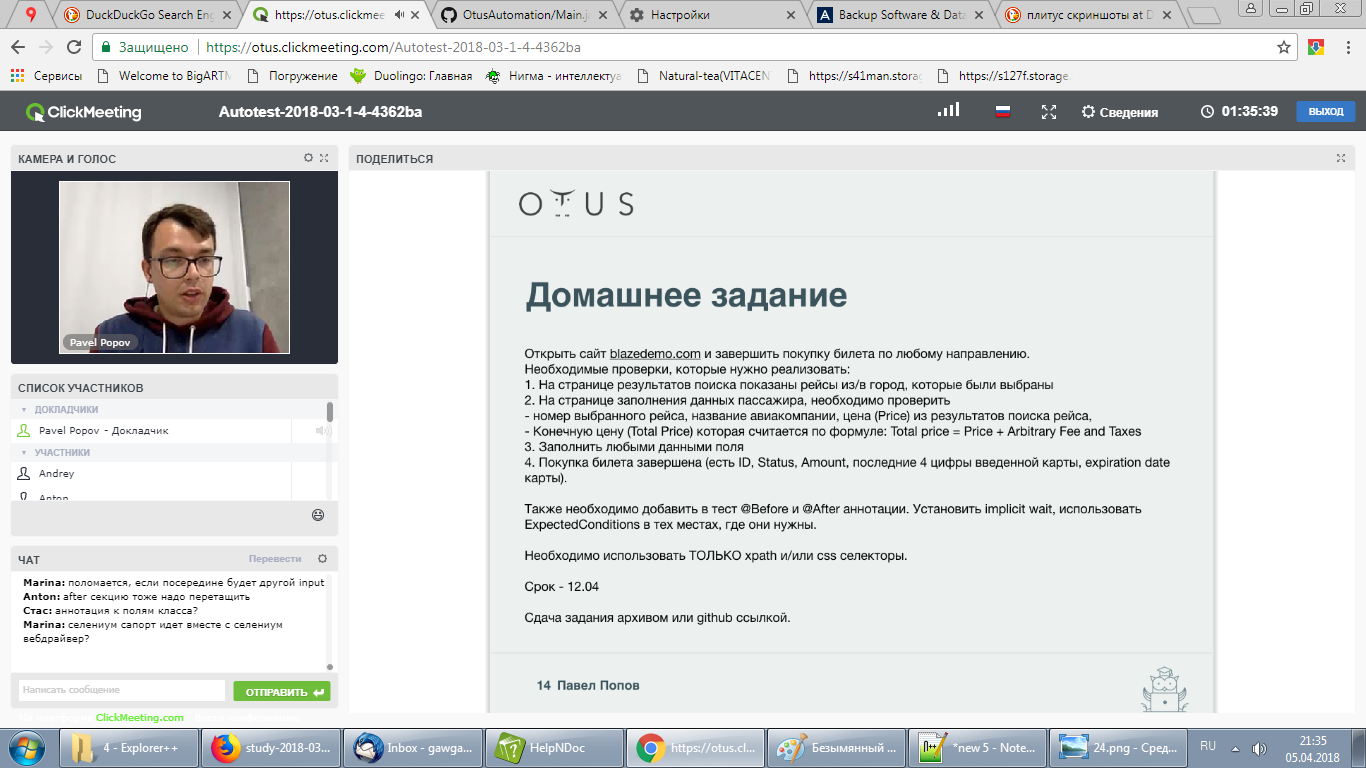 DuckDuckGo Search Eng
https://otus.clickmee
OtusAutomation/Main.j
Настройки
Backup Software & Data
плитус скриншоты at D
Защищено https://otus.clickmeeting.com/Autotest-2018-03-1-4-4362ba
Сервисы Welcome to BigARTM Погружение Duolingo: Главная Нигма - интеллектуа Natural-tea(VITACENT https://s41man.storag https://s127f.storage.
ClickMeeting Autotest-2018-03-1-4-4362ba Сведения 01:35:39 ВЫХОД
КАМЕРА И ГОЛОС
Pavel Popov
СПИСОК УЧАСТНИКОВ
ДОКЛАДЧИКИ
Pavel Popov - Докладчик
УЧАСТНИКИ
Andrey
Anton
ЧАТ Перевести
Marina: поломается, если посередине будет другой input
Anton: after секцию тоже надо перетащить
Стас: аннотация к полям класса?
Marina: селениум сапорт идет вместе с селениум
вебдрайвер?
Написать сообщение ОТПРАВИТЬ
ClickMeeting.com
ПОДЕЛИТЬСЯ
OTUS
Домашнее задание
Открыть сайт blazedemo.com и завершить покупку билета по любому направлению.
Необходимые проверки, которые нужно реализовать:
1. На странице результатов поиска показаны рейсы из/в город, которые были выбраны
2. На странице заполнения данных пассажира, необходимо проверить
- номер выбранного рейса, название авиакомпании, цена (Price) из результатов поиска рейса,
- Конечную цену (Total Price) которая считается по формуле: Total price = Price + Arbitrary Fee and Taxes
3. Заполнить любыми данными поля
4. Покупка билета завершена (есть ID, Status, Amount, последние 4 цифры введенной карты, expiration date
карты).
Также необходимо добавить в тест @Before и @After аннотации. Установить implicit wait, использовать
ExpectedConditions в тех местах, где они нужны.
Необходимо использовать ТОЛЬКО xpath и/или css селекторы.
Срок - 12.04
Сдача задания архивом или github ссылкой.
14 Павел Попов
4 - Explorer++
study-2018-03...
Inbox - gawga...
HelpNDoc
https://otus.cl...
Безымянный ...
*new 5 - Note...
24.png - Сред...
RU
21:35
05.04.2018